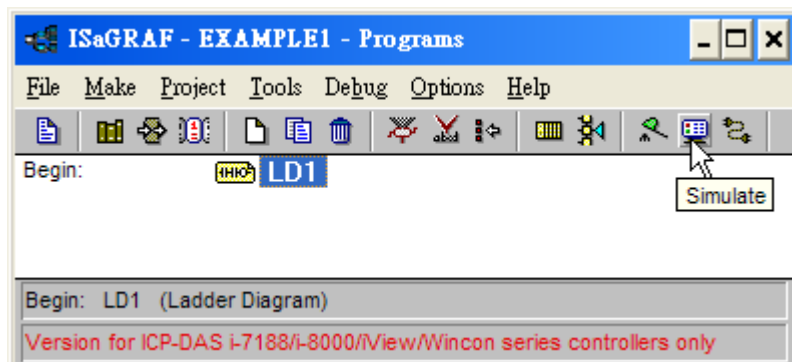 ISaGRAF - EXAMPLE1 - Programs
File Make Project Tools Debug Options Help
Begin: LD1
Simulate
Begin: LD1 (Ladder Diagram)
Version for ICP-DAS i-7188/i-8000/iView/Wincon series controllers only